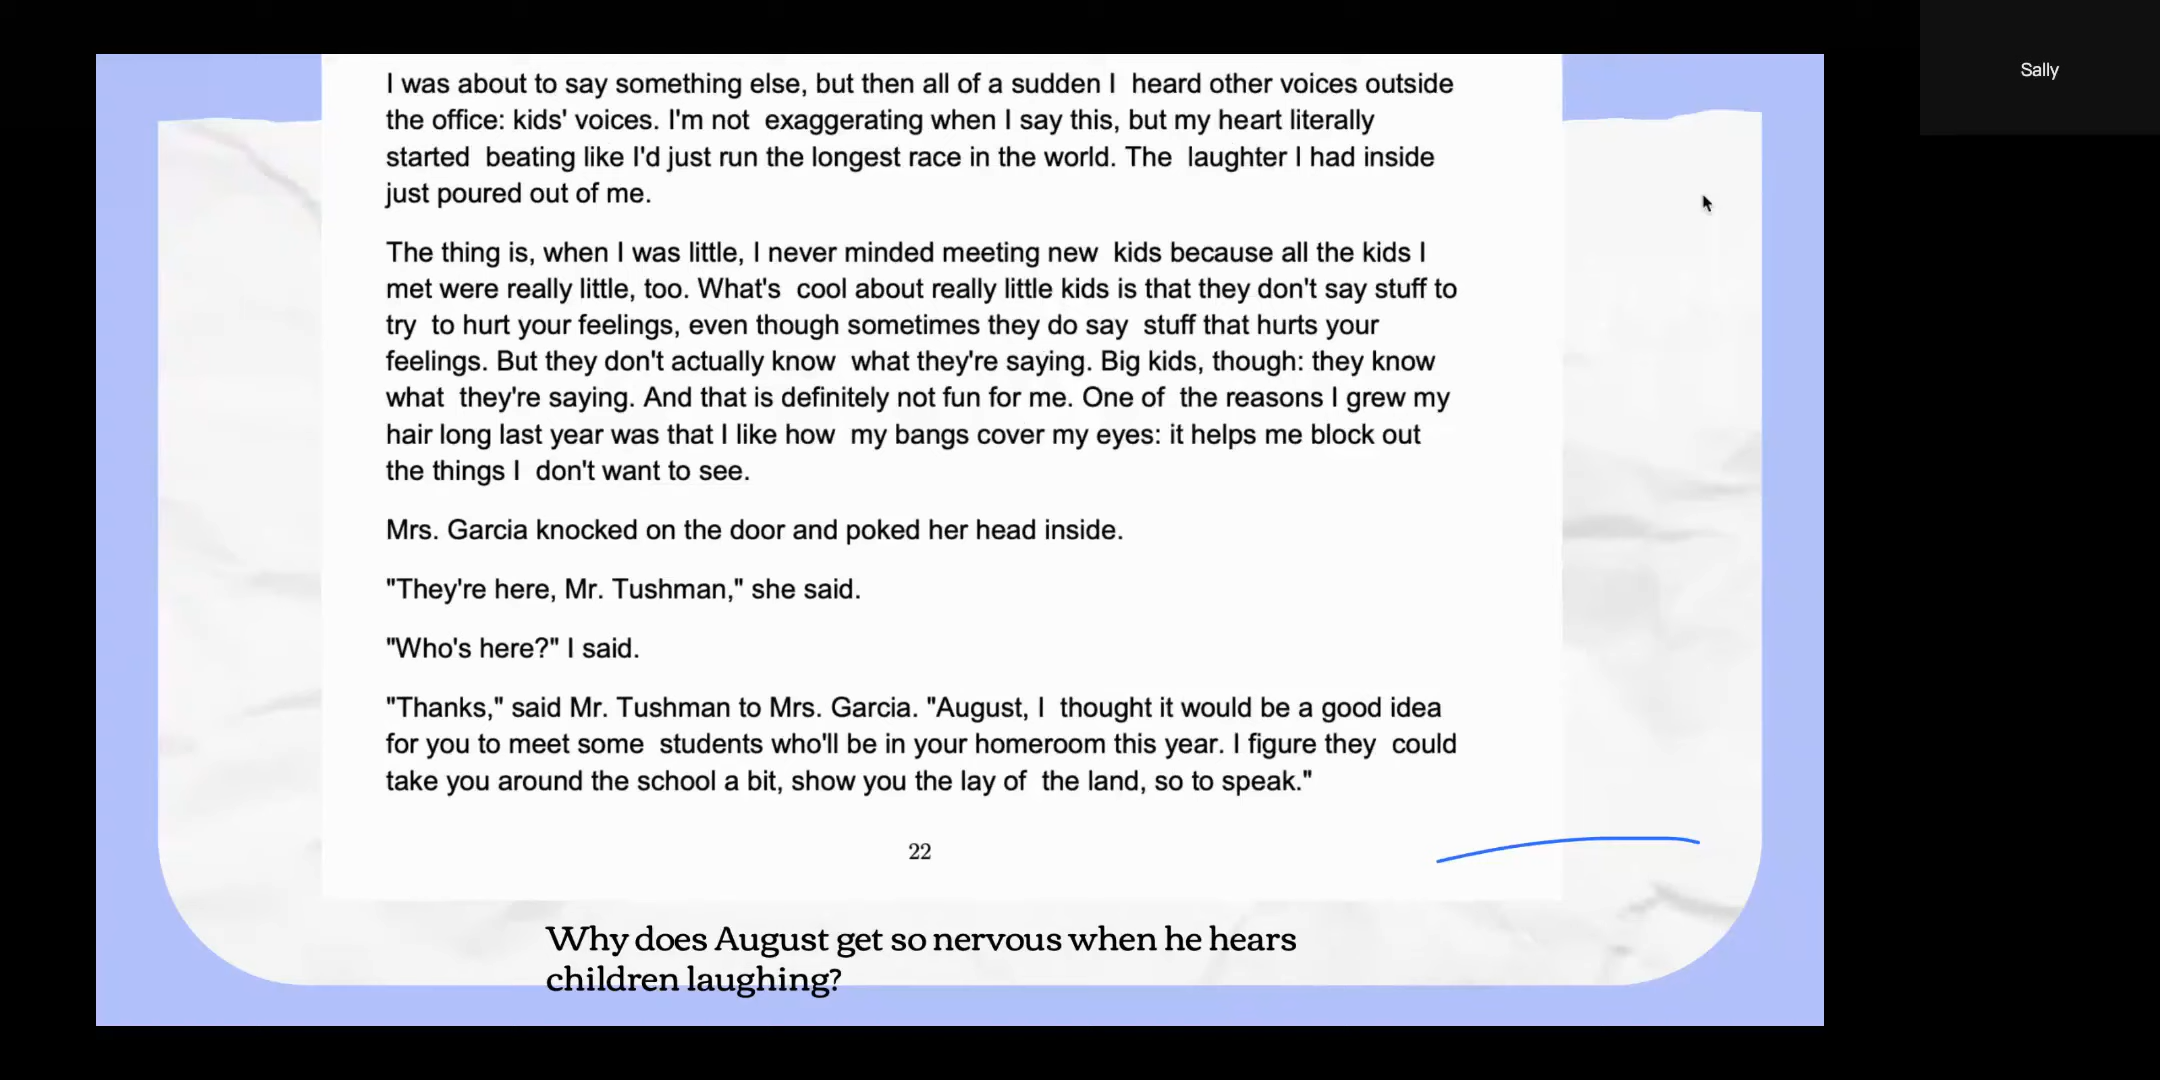 Sally
I was about to say something else, but then all of a sudden I  heard other voices outside
the office: kids' voices. I'm not  exaggerating when I say this, but my heart literally
started  beating like I'd just run the longest race in the world. The  laughter I had inside
just poured out of me.
The thing is, when I was little, I never minded meeting new  kids because all the kids I
met were really little, too. What's  cool about really little kids is that they don't say stuff to
try  to hurt your feelings, even though sometimes they do say  stuff that hurts your
feelings. But they don't actually know  what they're saying. Big kids, though: they know
what  they're saying. And that is definitely not fun for me. One of  the reasons I grew my
hair long last year was that I like how  my bangs cover my eyes: it helps me block out
the things I  don't want to see.
Mrs. Garcia knocked on the door and poked her head inside.
"They're here, Mr. Tushman," she said.
"Who's here?" I said.
"Thanks," said Mr. Tushman to Mrs. Garcia. "August, I  thought it would be a good idea
for you to meet some  students who'll be in your homeroom this year. I figure they  could
take you around the school a bit, show you the lay of  the land, so to speak."
22
Why does August get so nervous when he hears
children laughing?